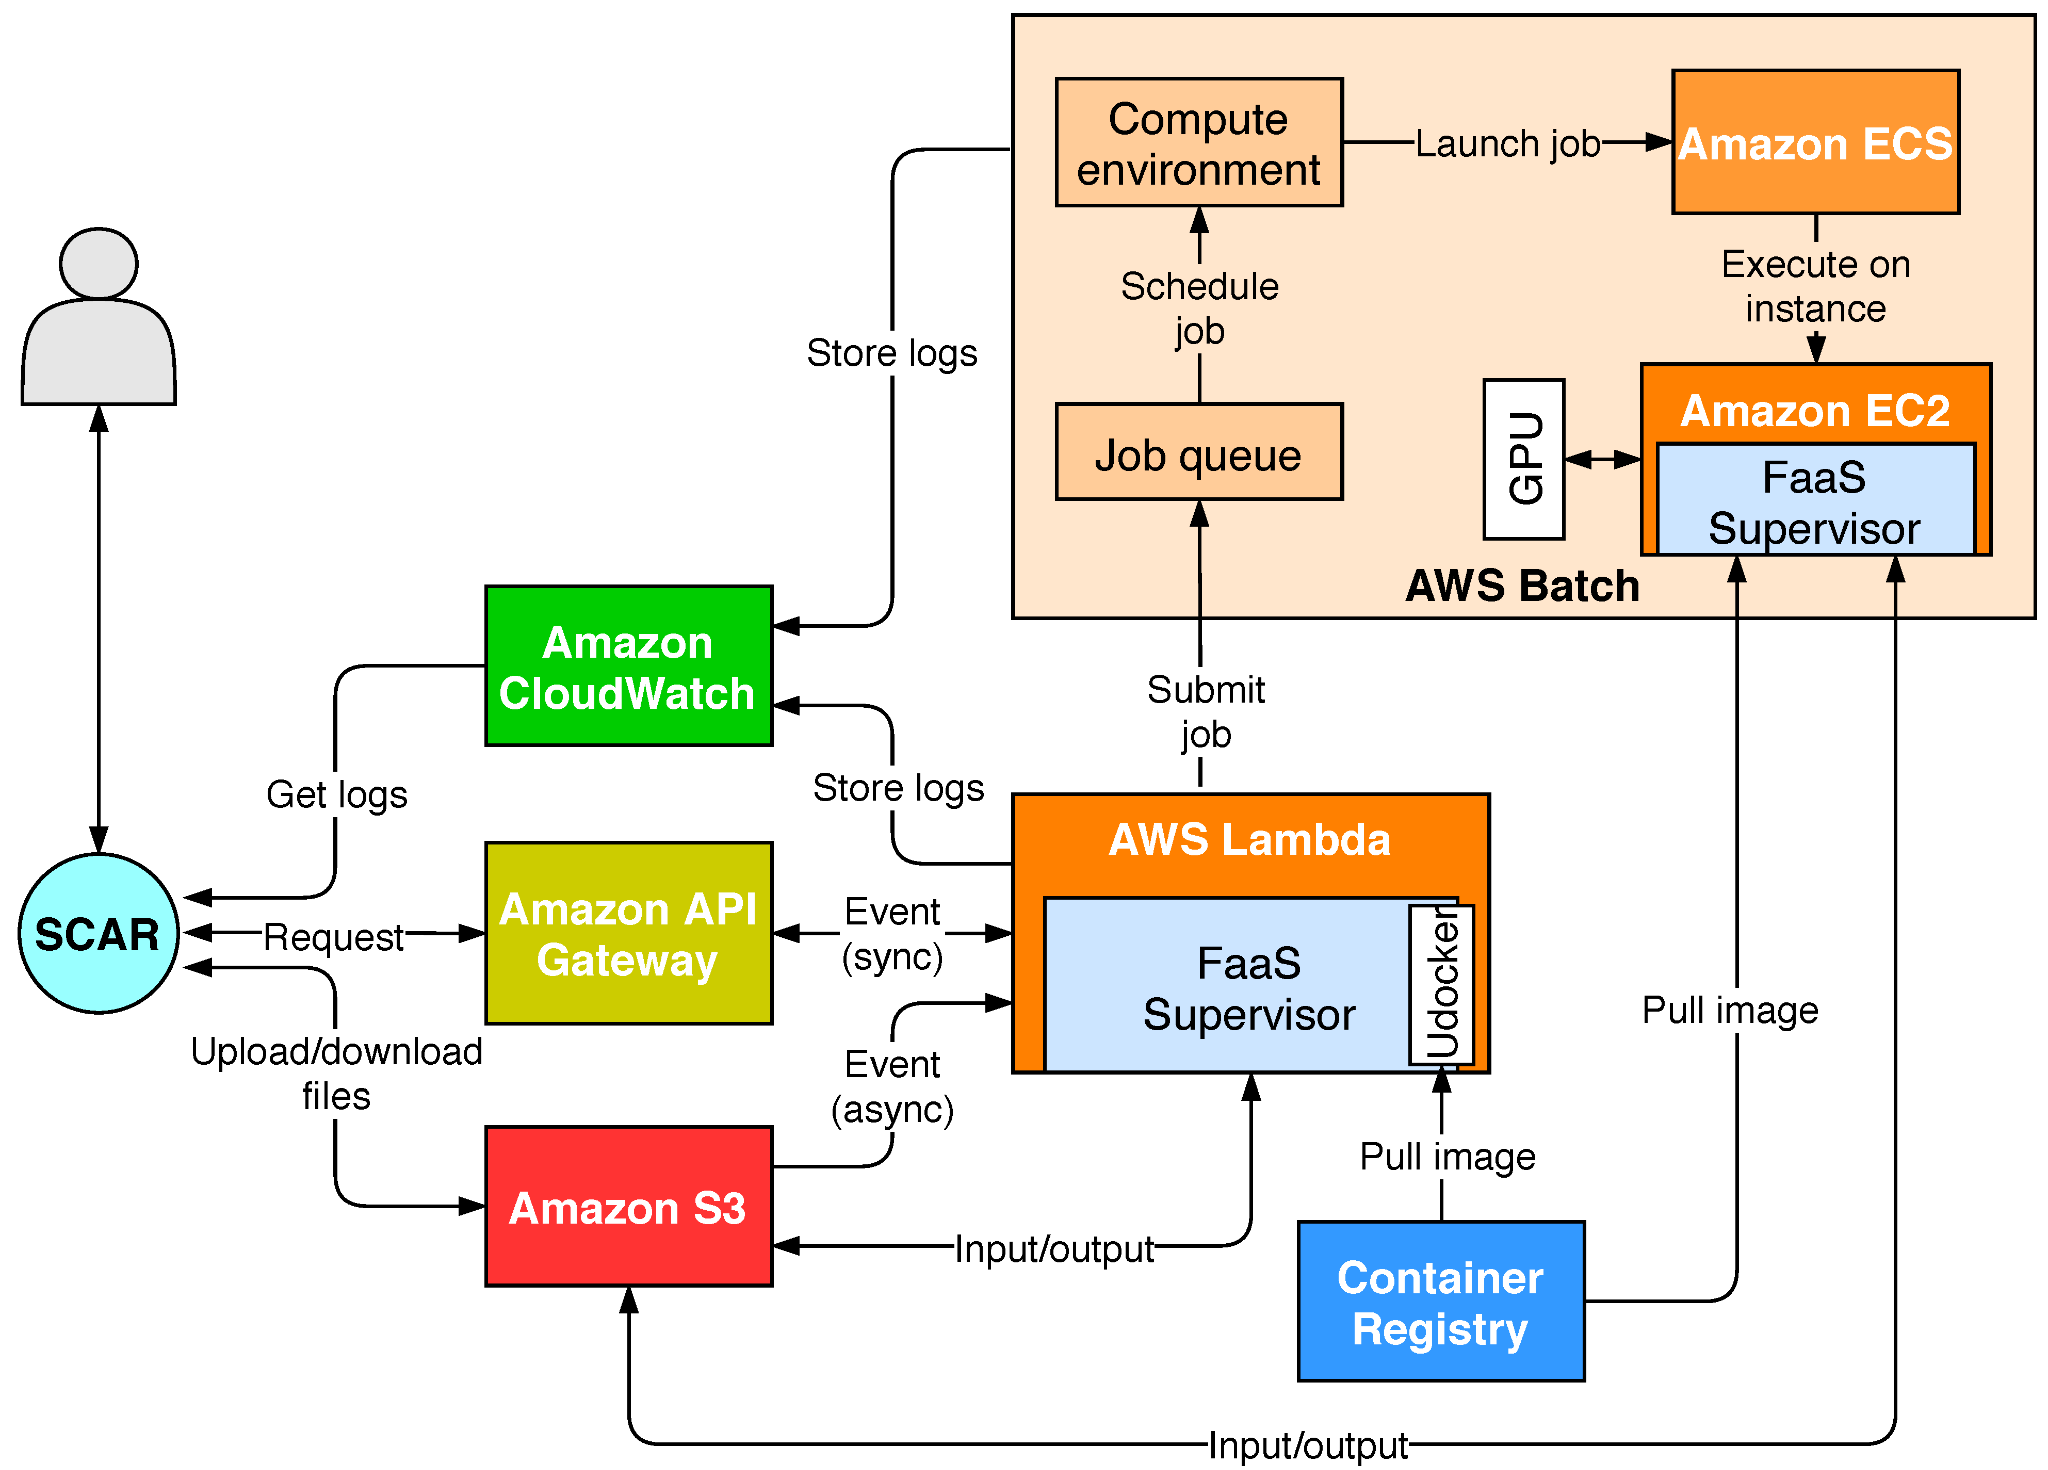 Compute
environment
Launch job
Amazon ECS
Schedule
job
Execute on
instance
Store logs
Job queue
GPU
Amazon EC2
FaaS
Supervisor
AWS Batch
Amazon
CloudWatch
Submit
job
Get logs
Store logs
AWS Lambda
SCAR
Request
Amazon API
Gateway
Event
(sync)
FaaS
Supervisor
Udocker
Pull image
Upload/download
files
Event
(async)
Pull image
Amazon S3
Input/output
Container
Registry
Input/output